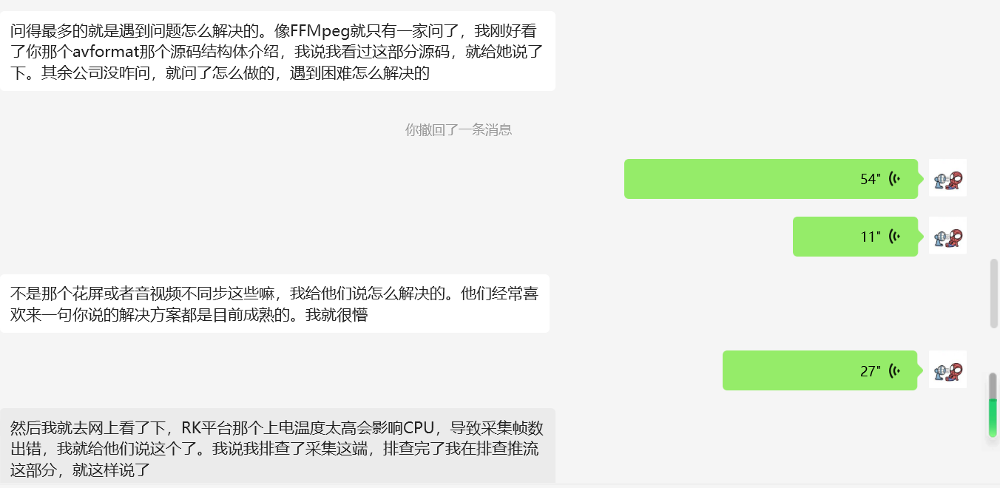 问得最多的就是遇到问题怎么解决的。像FFMpeg就只有一家问了，我刚好看
了你那个avformat那个源码结构体介绍，我说我看过这部分源码，就给她说了
下。其余公司没咋问，就问了怎么做的，遇到困难怎么解决的
你撤回了一条消息
54"
11"
不是那个花屏或者音视频不同步这些嘛，我给他们说怎么解决的。他们经常喜
欢来一句你说的解决方案都是目前成熟的。我就很懵
27"
然后我就去网上看了下，RK平台那个上电温度太高会影响CPU，导致采集帧数
出错，我就给他们说这个了。我说我排查了采集这端，排查完了我在排查推流
这部分，就这样说了